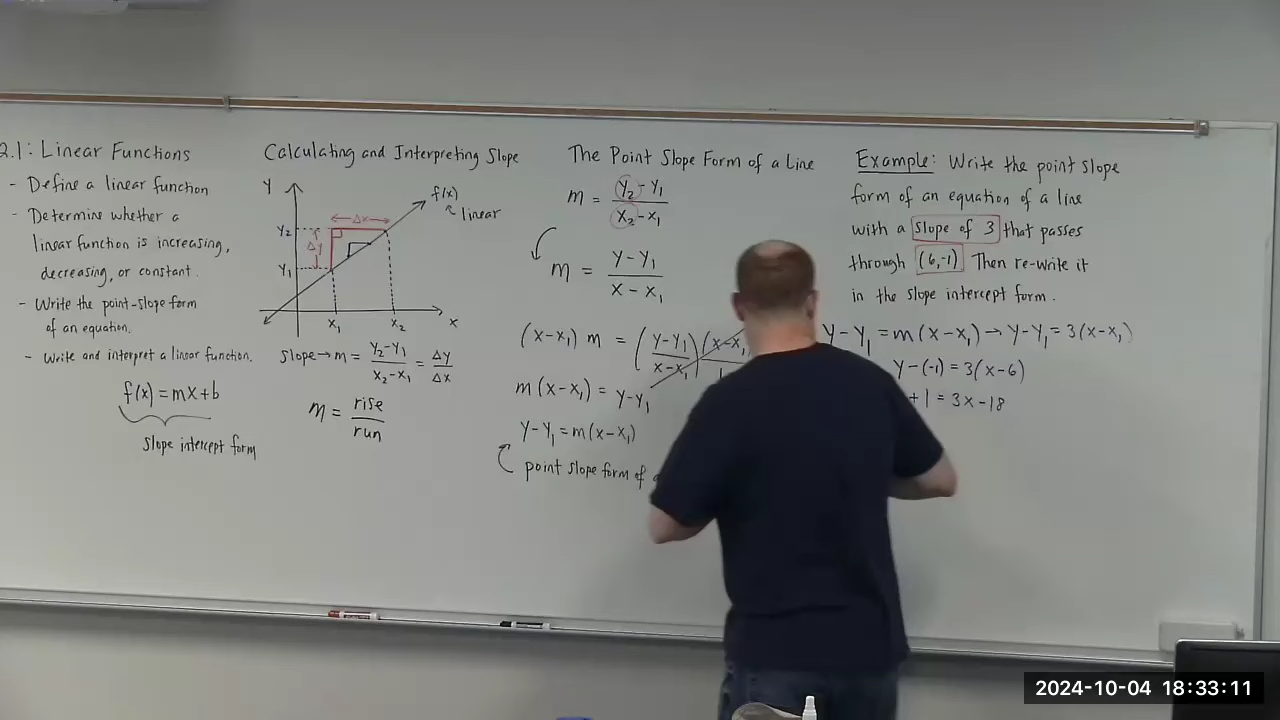 2.1: Linear Functions
- Define a linear function
- Determine whether a
linear function is increasing,
decreasing, or constant.
- Write the point-slope form
of an equation.
- Write and interpret a linear function.
f(x) = mx+b
Slope intercept form
Calculating and Interpreting Slope
Y
f(x)
linear
Δx
Y₂
Δy
Y₁
X₁
X₂
X
Slope → m = Y₂-Y₁/X₂-X₁ = Δy/Δx
m = rise/run
The Point Slope Form of a Line
m = Y₂-Y₁/X₂-X₁
m = Y-Y₁/X-X₁
(X-X₁) m = (Y-Y₁/X-X₁)(X-X₁/1
m(X-X₁) = Y-Y₁
Y-Y₁ = m(X-X₁)
point slope form of
Example: Write the point slope
form of an equation of a line
with a slope of 3 that passes
through (6,-1) Then re-write it
in the slope intercept form.
Y-Y₁ = m(X-X₁) → Y-Y₁ = 3(X-X₁)
Y-(-1) = 3(X-6)
+1 = 3X-18
2024-10-04 18:33:11